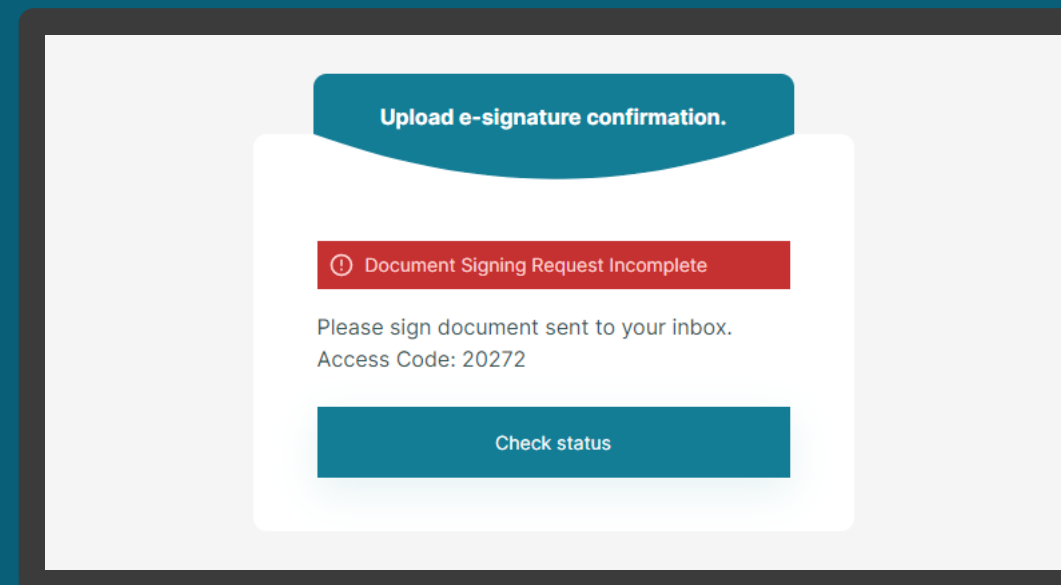 Upload e-signature confirmation.
Document Signing Request Incomplete
Please sign document sent to your inbox.
Access Code: 20272
Check status